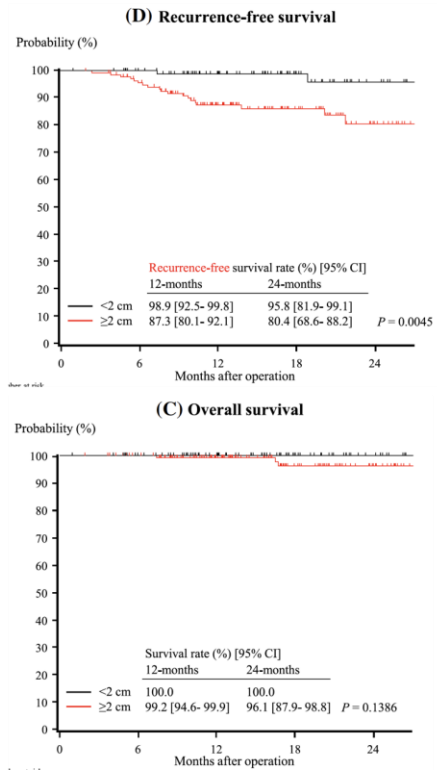 (D) Recurrence-free survival
Probability (%)
100
90
80
70
60
50
40
30
20
10
0
Recurrence-free survival rate (%) [95% CI]
12-months 24-months
<2 cm 98.9 [92.5- 99.8] 95.8 [81.9- 99.1]
≥2 cm 87.3 [80.1- 92.1] 80.4 [68.6- 88.2] P = 0.0045
0 6 12 18 24
Months after operation
(C) Overall survival
Probability (%)
100
90
80
70
60
50
40
30
20
10
0
Survival rate (%) [95% CI]
12-months 24-months
<2 cm 100.0 100.0
≥2 cm 99.2 [94.6- 99.9] 96.1 [87.9- 98.8] P = 0.1386
0 6 12 18 24
Months after operation